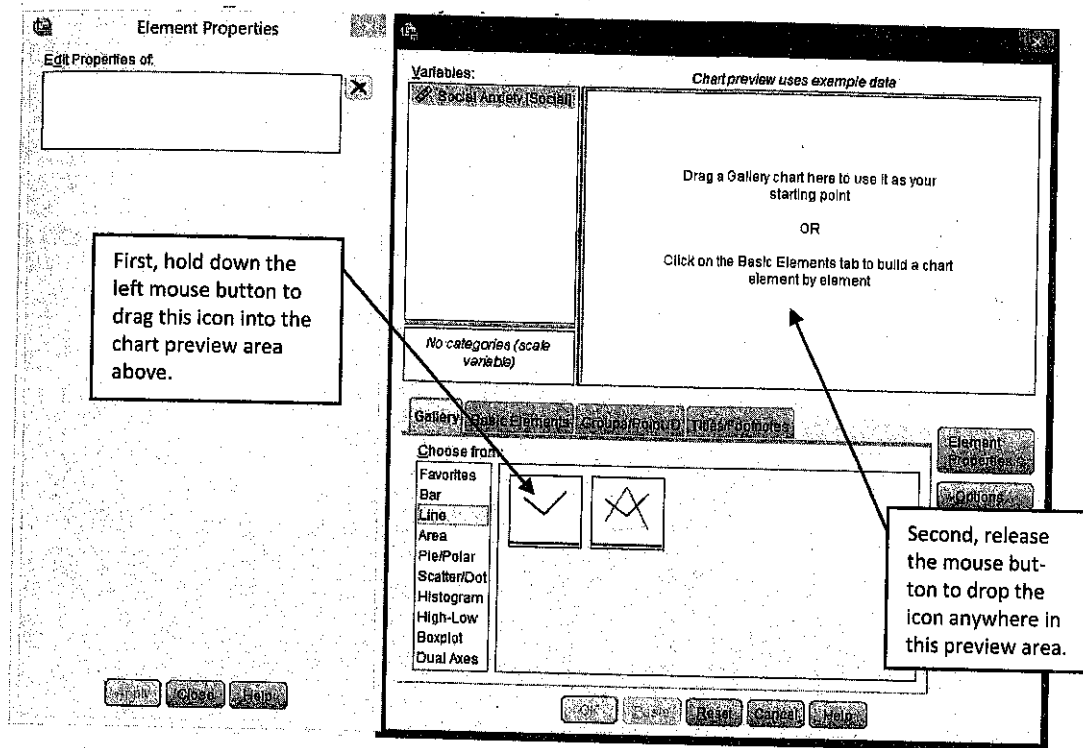 Element Properties
Edit Properties of:
X
Variables:
Social Anxiety [Social]
Chart preview uses example data
Drag a Gallery chart here to use it as your
starting point
OR
Click on the Basic Elements tab to build a chart
element by element
First, hold down the
left mouse button to
drag this icon into the
chart preview area
above.
No categories (scale
variable)
Gallery Basic Elements Groups/Point ID Titles/Footnotes
Element
Properties...
Options...
Choose from:
Favorites
Bar
Line
Area
Pie/Polar
Scatter/Dot
Histogram
High-Low
Boxplot
Dual Axes
Second, release
the mouse but-
ton to drop the
icon anywhere in
this preview area.
Apply Close Help
OK Paste Reset Cancel Help